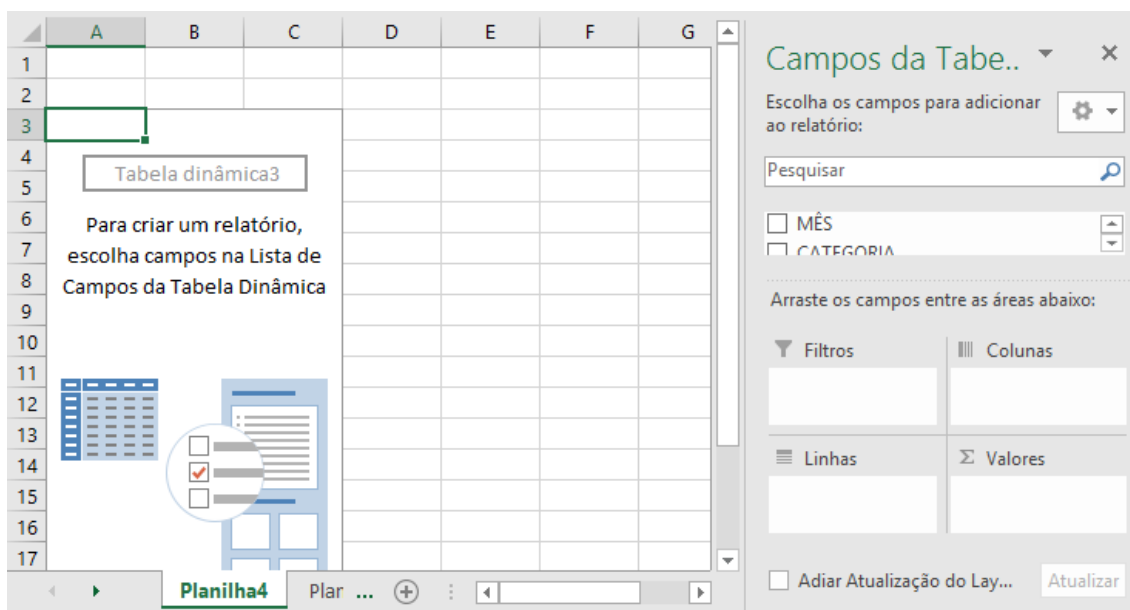 A B C D E F G
1
2
3
4
5
6
7
8
9
10
11
12
13
14
15
16
17
Tabela dinâmica3
Para criar um relatório,
escolha campos na Lista de
Campos da Tabela Dinâmica
Planilha4 Plar ...
Campos da Tabe..
Escolha os campos para adicionar
ao relatório:
Pesquisar
MÊS
CATEGORIA
Arraste os campos entre as áreas abaixo:
Filtros
Colunas
Linhas
Σ Valores
Adiar Atualização do Lay...
Atualizar